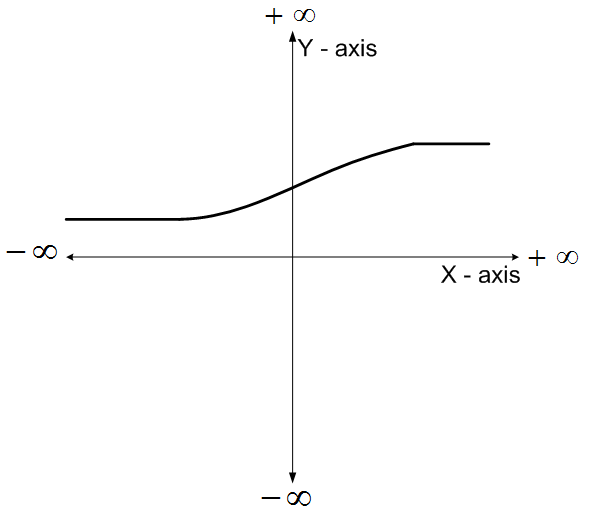 + ∞
Y - axis
− ∞
+ ∞
X - axis
− ∞